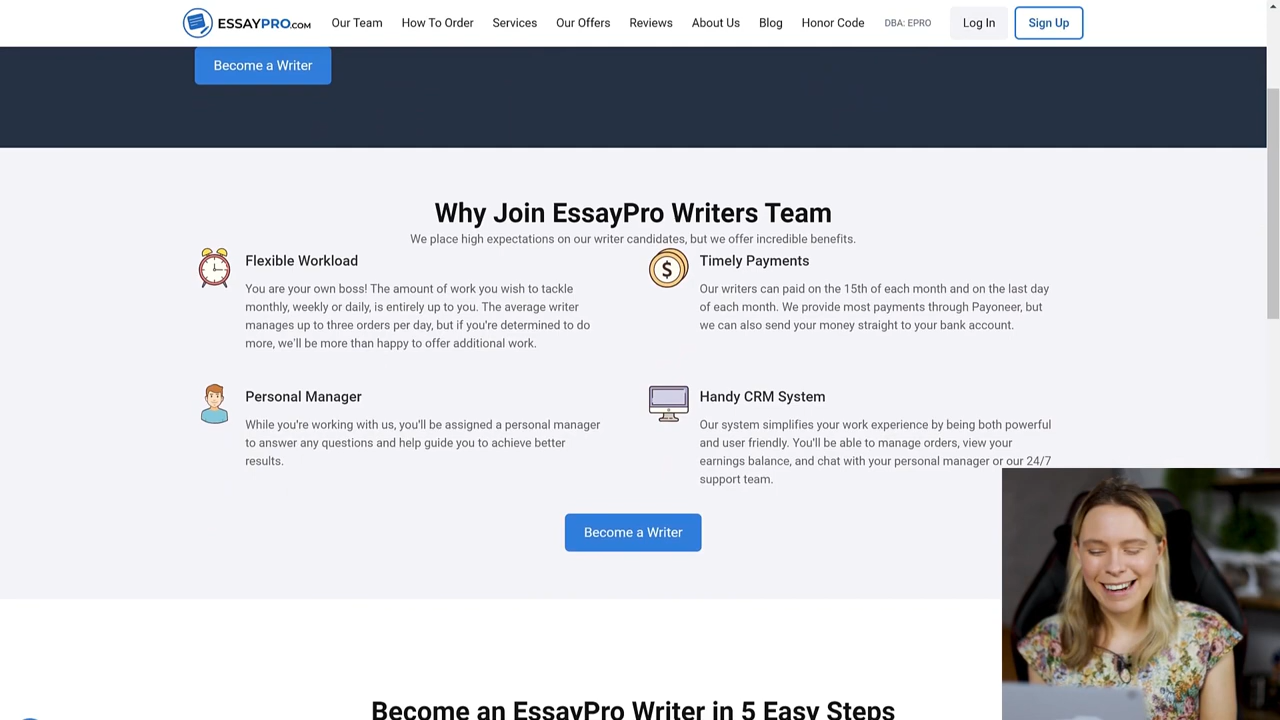 ESSAYPRO.COM Our Team How To Order Services Our Offers Reviews About Us Blog Honor Code DBA: EPRO Log In Sign Up
Become a Writer
Why Join EssayPro Writers Team
We place high expectations on our writer candidates, but we offer incredible benefits.
Flexible Workload
You are your own boss! The amount of work you wish to tackle
monthly, weekly or daily, is entirely up to you. The average writer
manages up to three orders per day, but if you're determined to do
more, we'll be more than happy to offer additional work.
Timely Payments
Our writers can paid on the 15th of each month and on the last day
of each month. We provide most payments through Payoneer, but
we can also send your money straight to your bank account.
Personal Manager
While you're working with us, you'll be assigned a personal manager
to answer any questions and help guide you to achieve better
results.
Handy CRM System
Our system simplifies your work experience by being both powerful
and user friendly. You'll be able to manage orders, view your
earnings balance, and chat with your personal manager or our 24/7
support team.
Become a Writer
Become an EssayPro Writer in 5 Easy Steps